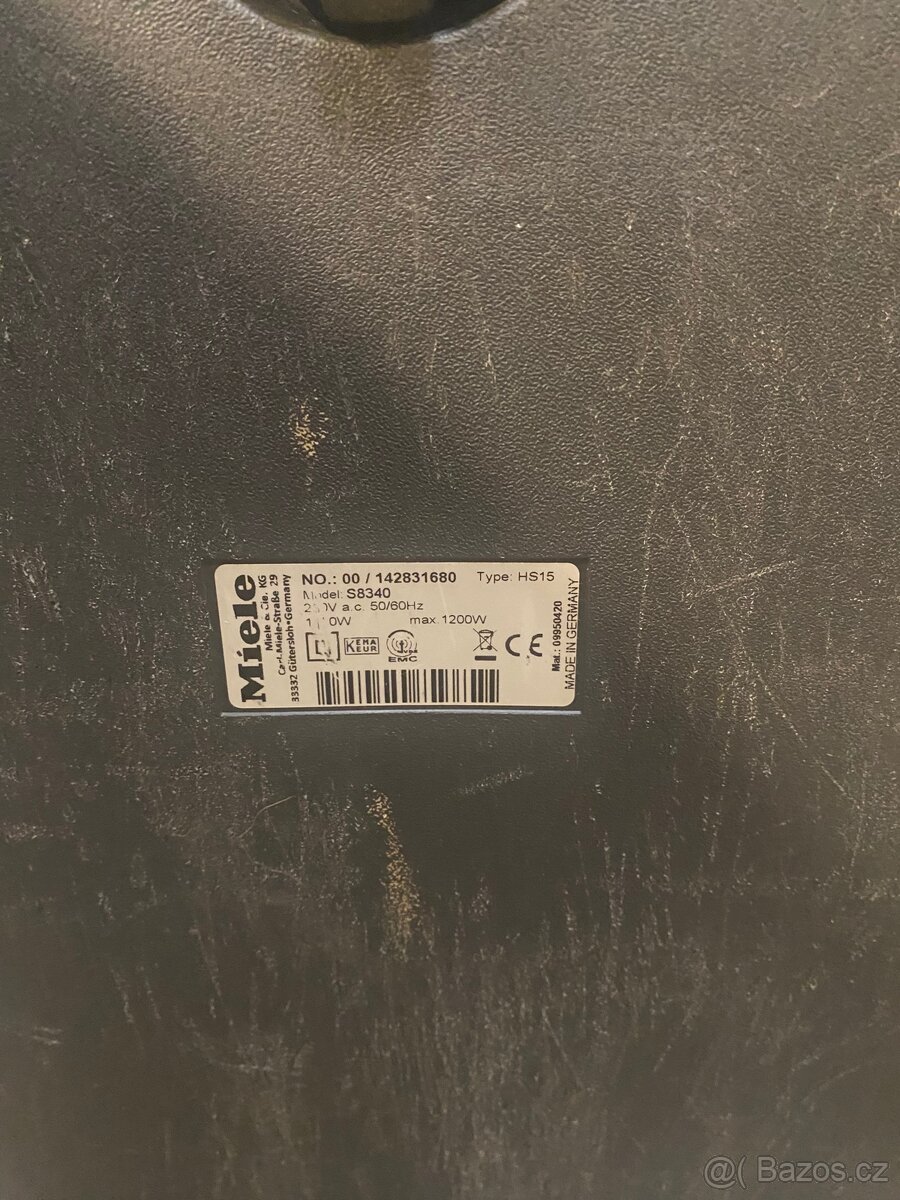 Miele
Miele & Cie. KG
Carl-Miele-Straße 29
33332 Gütersloh•Germany
NO.: 00 / 142831680 Type: HS15
Model: S8340
a.c. 50/60Hz
max.1200W
KEMA
KEUR
EMC
CE
Mat.: 09950420
MADE IN GERMANY
@( Bazos.cz